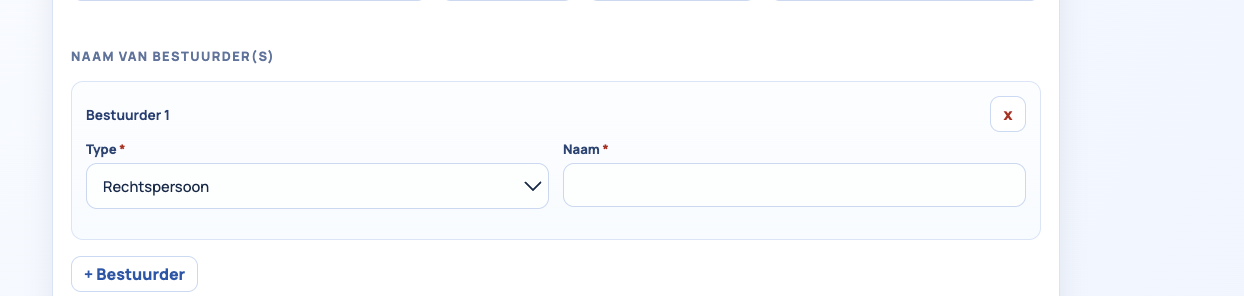 NAAM VAN BESTUURDER(S)
Bestuurder 1
x
Type *
Naam *
Rechtspersoon
+ Bestuurder